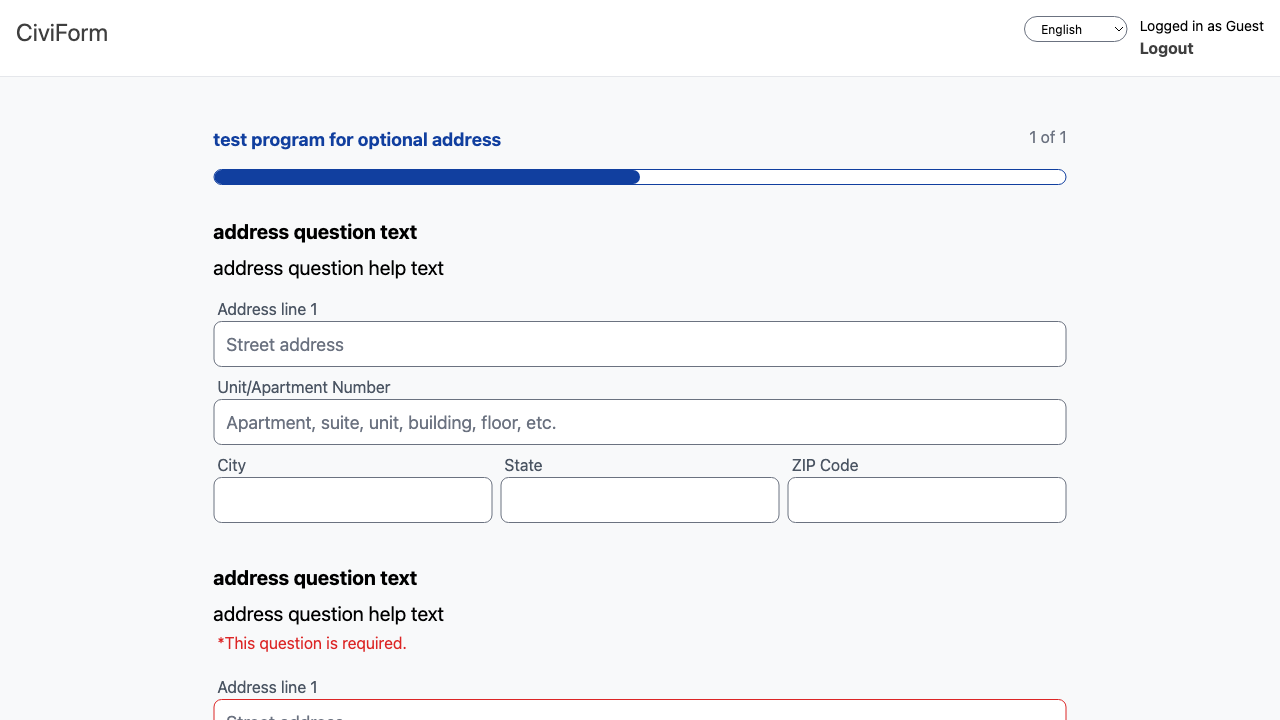 CiviForm
English
Logged in as Guest
Logout
test program for optional address
1 of 1
address question text
address question help text
Address line 1
Street address
Unit/Apartment Number
Apartment, suite, unit, building, floor, etc.
City State ZIP Code
address question text
address question help text
*This question is required.
Address line 1
Street address